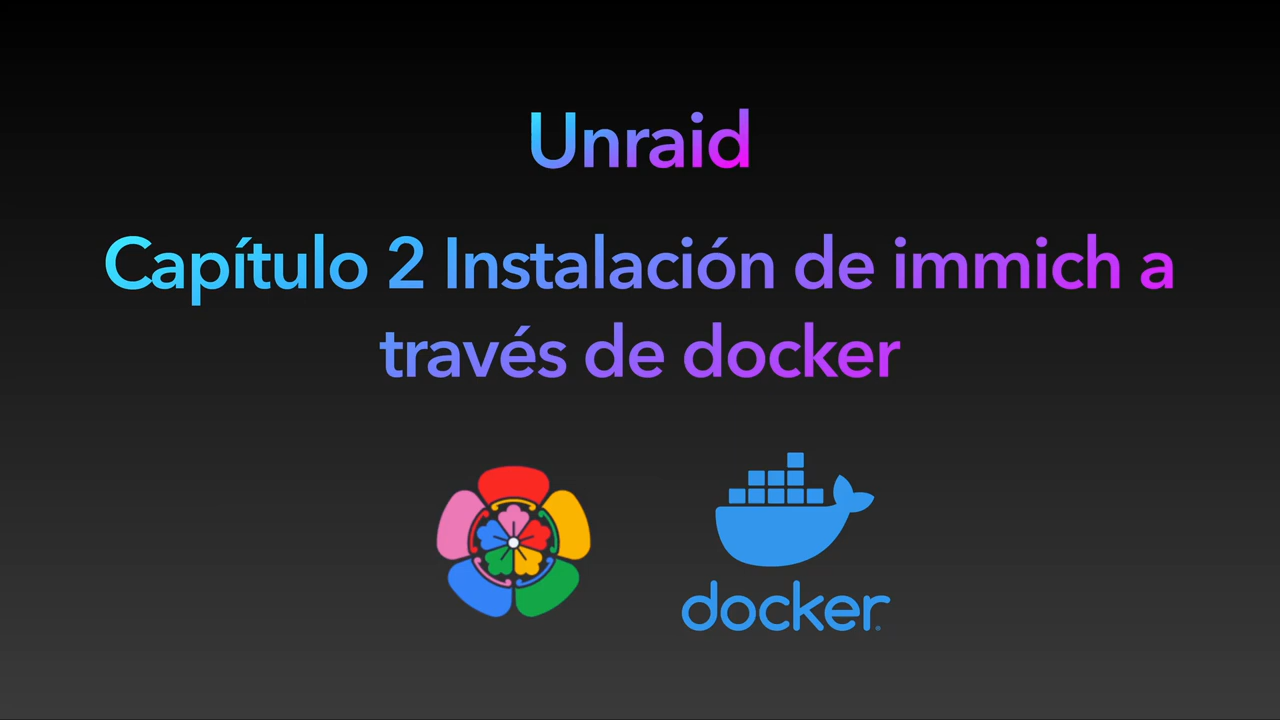 Unraid
Capítulo 2 Instalación de immich a
través de docker
docker